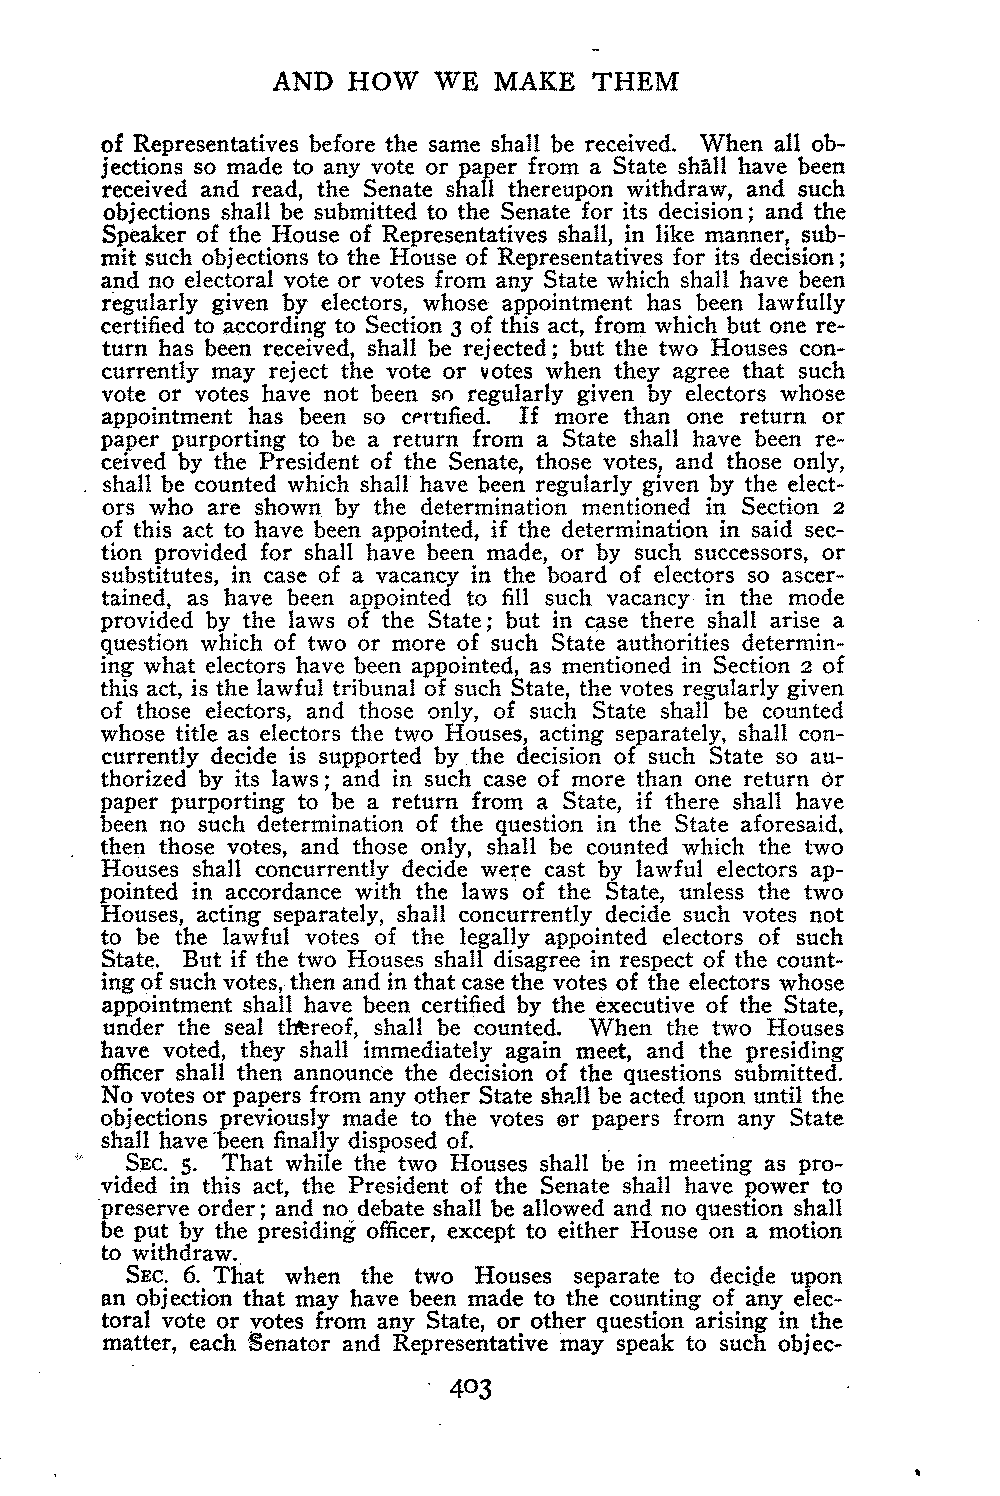 AND HOW WE MAKE THEM
of Representatives before the same shall be received. When all ob-
jections so made to any vote or paper from a State shall have been
received and read, the Senate shall thereupon withdraw, and such
objections shall be submitted to the Senate for its decision; and the
Speaker of the House of Representatives shall, in like manner, sub-
mit such objections to the House of Representatives for its decision;
and no electoral vote or votes from any State which shall have been
regularly given by electors, whose appointment has been lawfully
certified to according to Section 3 of this act, from which but one re-
turn has been received, shall be rejected; but the two Houses con-
currently may reject the vote or votes when they agree that such
vote or votes have not been so regularly given by electors whose
appointment has been so certified. If more than one return or
paper purporting to be a return from a State shall have been re-
ceived by the President of the Senate, those votes, and those only,
shall be counted which shall have been regularly given by the elect-
ors who are shown by the determination mentioned in Section 2
of this act to have been appointed, if the determination in said sec-
tion provided for shall have been made, or by such successors, or
substitutes, in case of a vacancy in the board of electors so ascer-
tained, as have been appointed to fill such vacancy in the mode
provided by the laws of the State; but in case there shall arise a
question which of two or more of such State authorities determin-
ing what electors have been appointed, as mentioned in Section 2 of
this act, is the lawful tribunal of such State, the votes regularly given
of those electors, and those only, of such State shall be counted
whose title as electors the two Houses, acting separately, shall con-
currently decide is supported by the decision of such State so au-
thorized by its laws; and in such case of more than one return or
paper purporting to be a return from a State, if there shall have
been no such determination of the question in the State aforesaid,
then those votes, and those only, shall be counted which the two
Houses shall concurrently decide were cast by lawful electors ap-
pointed in accordance with the laws of the State, unless the two
Houses, acting separately, shall concurrently decide such votes not
to be the lawful votes of the legally appointed electors of such
State. But if the two Houses shall disagree in respect of the count-
ing of such votes, then and in that case the votes of the electors whose
appointment shall have been certified by the executive of the State,
under the seal thereof, shall be counted. When the two Houses
have voted, they shall immediately again meet, and the presiding
officer shall then announce the decision of the questions submitted.
No votes or papers from any other State shall be acted upon until the
objections previously made to the votes or papers from any State
shall have been finally disposed of.
SEC. 5. That while the two Houses shall be in meeting as pro-
vided in this act, the President of the Senate shall have power to
preserve order; and no debate shall be allowed and no question shall
be put by the presiding officer, except to either House on a motion
to withdraw.
SEC. 6. That when the two Houses separate to decide upon
an objection that may have been made to the counting of any elec-
toral vote or votes from any State, or other question arising in the
matter, each Senator and Representative may speak to such objec-
403